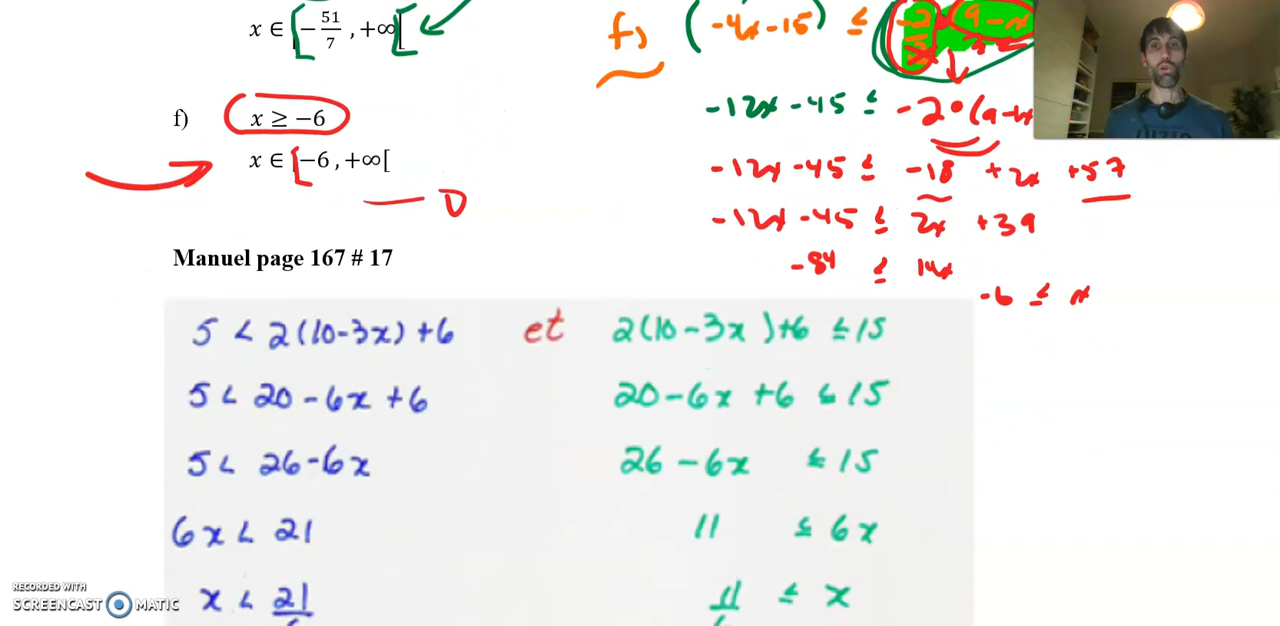 x ∈ [-51/7, +∞[
f)
x ≥ -6
x ∈ [-6, +∞[
f)
(-4x-15) ≤
-12x -45 ≤ -2·(9-x
-12x -45 ≤ -18 +2x +57
-12x -45 ≤ 2x +39
-84 ≤ 14x
-6 ≤ x
Manuel page 167 # 17
5 < 2(10-3x) +6 et 2(10-3x)+6 ≤ 15
5 < 20 - 6x +6
20-6x +6 ≤ 15
5 < 26-6x
26 - 6x ≤ 15
6x < 21
11 ≤ 6x
x < 21
11 ≤ x
RECORDED WITH
SCREENCAST MATIC